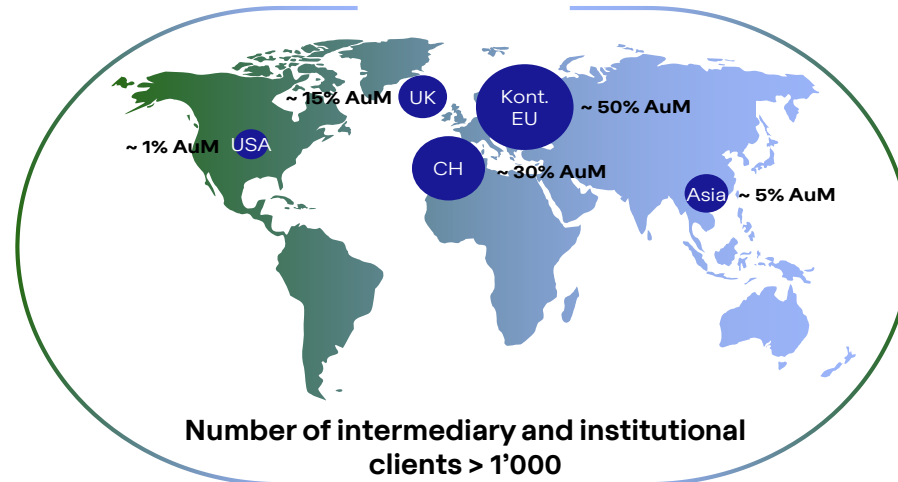 ~ 15% AuM
UK
Kont.
EU
~ 50% AuM
~ 1% AuM
USA
CH
~ 30% AuM
Asia
~ 5% AuM
Number of intermediary and institutional
clients > 1’000